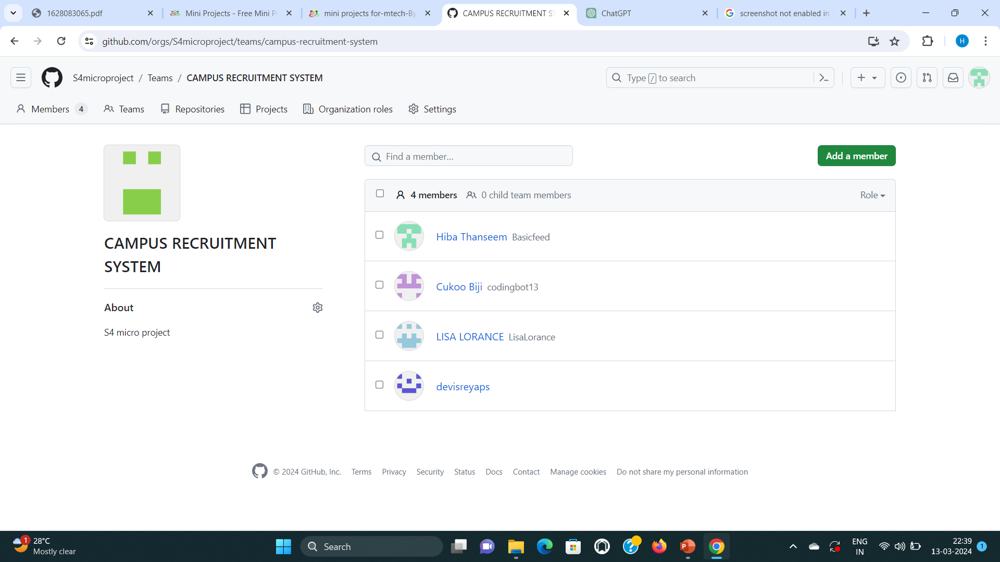 1628083065.pdf
Mini Projects - Free Mini Pr
mini projects for-mtech-By
CAMPUS RECRUITMENT SY
ChatGPT
screenshot not enabled in
github.com/orgs/S4microproject/teams/campus-recruitment-system
H
S4microproject / Teams / CAMPUS RECRUITMENT SYSTEM
Type / to search
Members 4
Teams
Repositories
Projects
Organization roles
Settings
Find a member...
Add a member
4 members
0 child team members
Role
CAMPUS RECRUITMENT
SYSTEM
About
S4 micro project
Hiba Thanseem Basicfeed
Cukoo Biji codingbot13
LISA LORANCE LisaLorance
devisreyaps
© 2024 GitHub, Inc. Terms Privacy Security Status Docs Contact Manage cookies Do not share my personal information
1
28°C
Mostly clear
Search
ENG
IN
22:39
13-03-2024
1